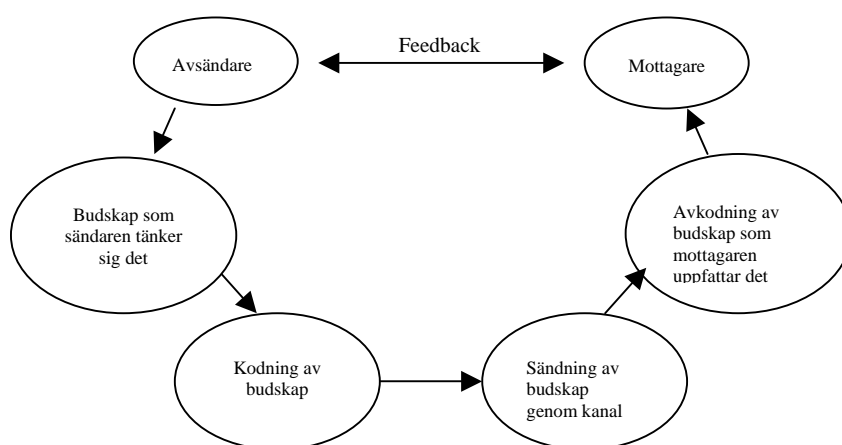 Avsändare
Feedback
Mottagare
Budskap som
sändaren tänker
sig det
Kodning av
budskap
Sändning av
budskap
genom kanal
Avkodning av
budskap som
mottagaren
uppfattar det